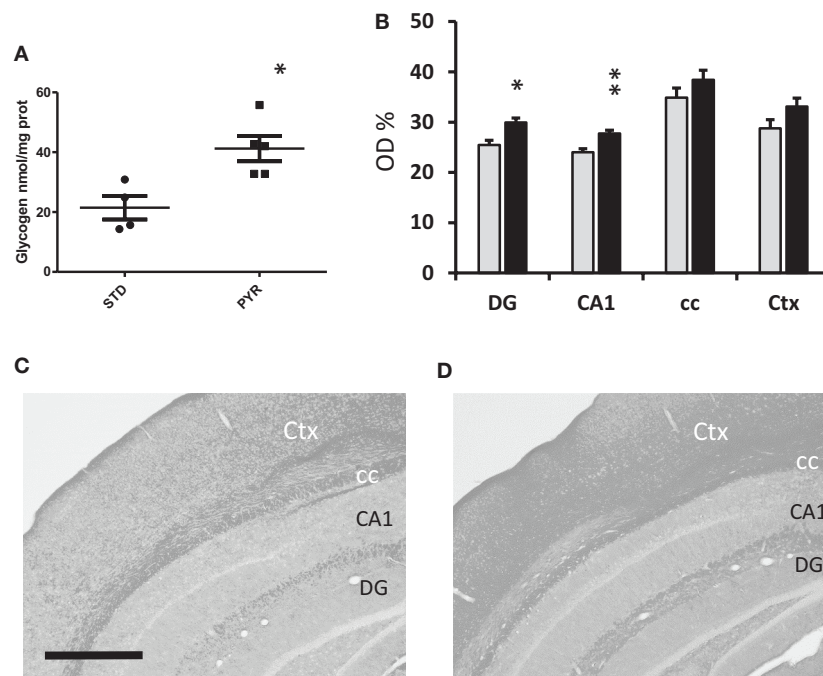 A
*
60
40
20
0
Glycogen nmol/mg prot
STD
PYR
B
50
40
30
20
10
0
OD %
*
**
DG
CA1
cc
Ctx
C
Ctx
cc
CA1
DG
D
Ctx
cc
CA1
DG